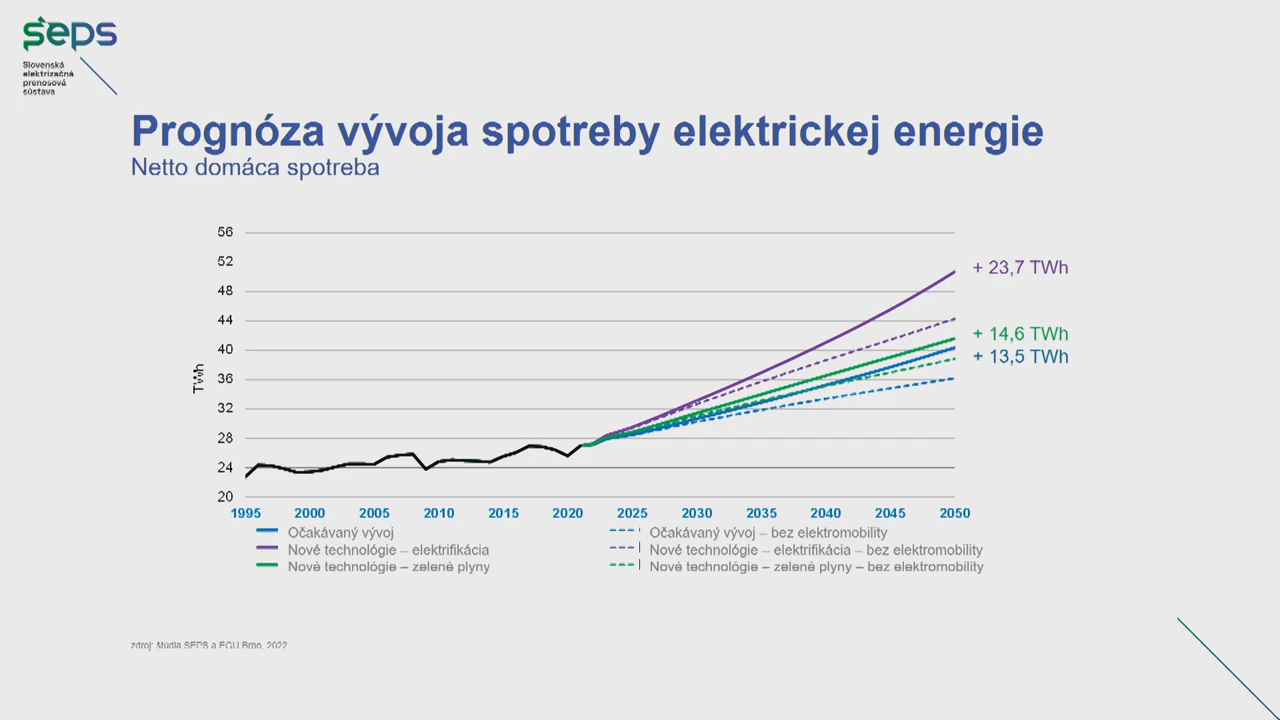 seps
Slovenská
elektrizačná
prenosová
sústava
Prognóza vývoja spotreby elektrickej energie
Netto domáca spotreba
56
52
48
44
40
36
32
28
24
20
TWh
+ 23,7 TWh
+ 14,6 TWh
+ 13,5 TWh
1995 2000 2005 2010 2015 2020 2025 2030 2035 2040 2045 2050
Očakávaný vývoj
Očakávaný vývoj – bez elektromobility
Nové technológie – elektrifikácia
Nové technológie – elektrifikácia – bez elektromobility
Nové technológie – zelené plyny
Nové technológie – zelené plyny – bez elektromobility
zdroj: štúdia SEPS a EGU Brno, 2022